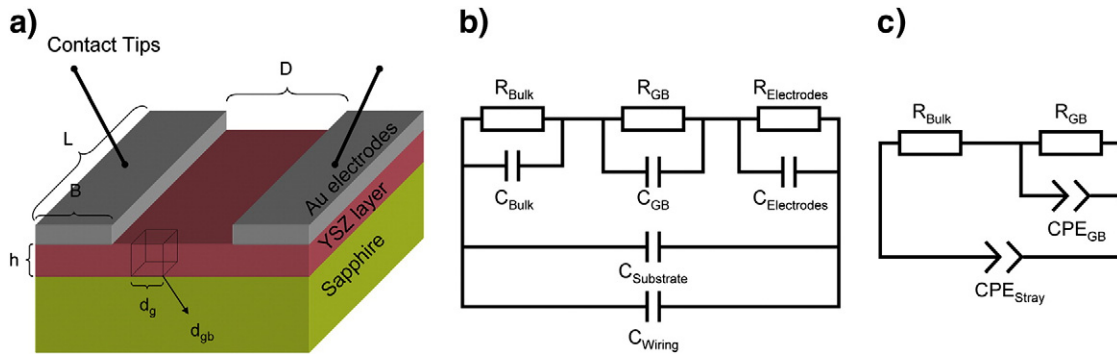 a)
Contact Tips
D
L
B
Au electrodes
YSZ layer
Sapphire
h
d_g
d_gb
b)
R_Bulk
R_GB
R_Electrodes
C_Bulk
C_GB
C_Electrodes
C_Substrate
C_Wiring
c)
R_Bulk
R_GB
CPE_GB
CPE_Stray